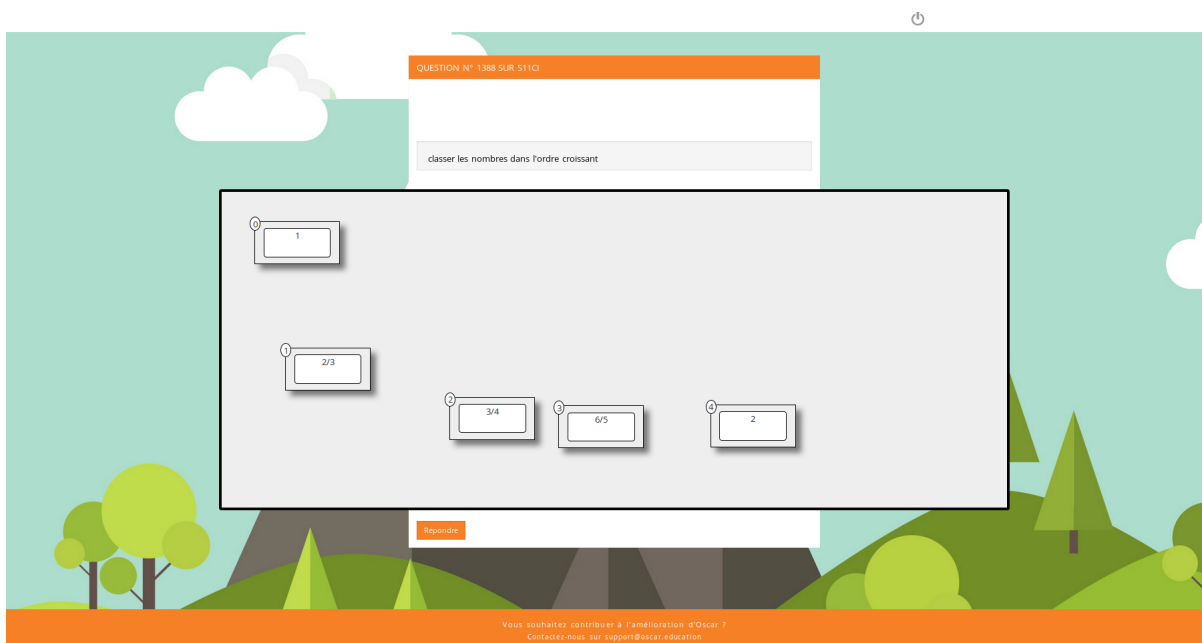 QUESTION N° 1388 SUR S11CI
classer les nombres dans l'ordre croissant
0
1
1
2/3
2
3/4
3
6/5
4
2
Répondre
Vous souhaitez contribuer à l'amélioration d'Oscar ?
Contactez-nous sur support@oscar.education